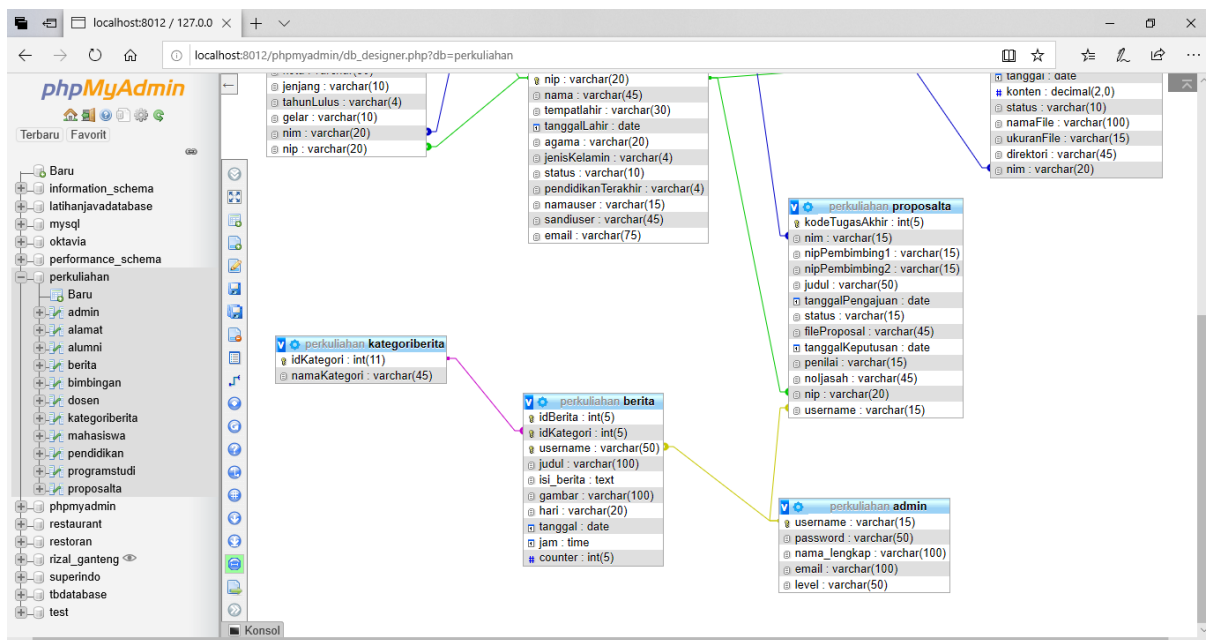 localhost:8012 / 127.0.0
localhost:8012/phpmyadmin/db_designer.php?db=perkuliahan
phpMyAdmin
Terbaru Favorit
Baru
information_schema
latihanjavadatabase
mysql
oktavia
performance_schema
perkuliahan
Baru
admin
alamat
alumni
berita
bimbingan
dosen
kategoriberita
mahasiswa
pendidikan
programstudi
proposalta
phpmyadmin
restaurant
restoran
rizal_ganteng
superindo
tbdatabase
test
jenjang : varchar(10)
tahunLulus : varchar(4)
gelar : varchar(10)
nim : varchar(20)
nip : varchar(20)
nip : varchar(20)
nama : varchar(45)
tempatlahir : varchar(30)
tanggalLahir : date
agama : varchar(20)
jenisKelamin : varchar(4)
status : varchar(10)
pendidikanTerakhir : varchar(4)
namauser : varchar(15)
sandiuser : varchar(45)
email : varchar(75)
tanggal : date
# konten : decimal(2,0)
status : varchar(10)
namaFile : varchar(100)
ukuranFile : varchar(15)
direktori : varchar(45)
nim : varchar(20)
perkuliahan proposalta
kodeTugasAkhir : int(5)
nim : varchar(15)
nipPembimbing1 : varchar(15)
nipPembimbing2 : varchar(15)
judul : varchar(50)
tanggalPengajuan : date
status : varchar(15)
fileProposal : varchar(45)
tanggalKeputusan : date
penilai : varchar(15)
noIjasah : varchar(45)
nip : varchar(20)
username : varchar(15)
perkuliahan kategoriberita
idKategori : int(11)
namaKategori : varchar(45)
perkuliahan berita
idBerita : int(5)
idKategori : int(5)
username : varchar(50)
judul : varchar(100)
isi_berita : text
gambar : varchar(100)
hari : varchar(20)
tanggal : date
jam : time
# counter : int(5)
perkuliahan admin
username : varchar(15)
password : varchar(50)
nama_lengkap : varchar(100)
email : varchar(100)
level : varchar(50)
Konsol